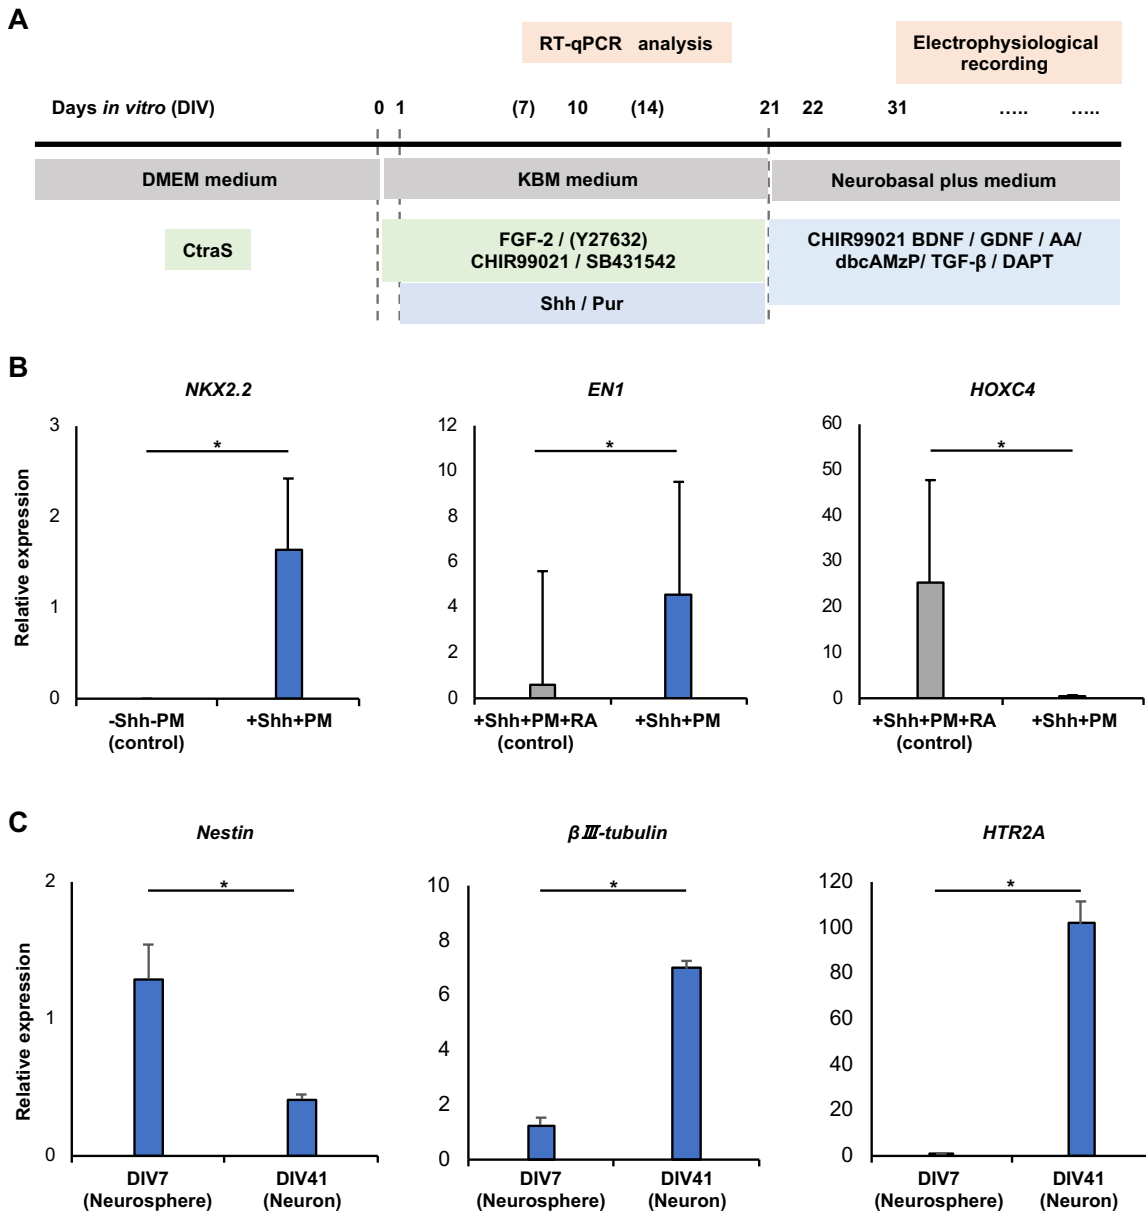 A
RT-qPCR analysis
Electrophysiological
recording
Days in vitro (DIV) 0 1 (7) 10 (14) 21 22 31 ..... .....
DMEM medium
KBM medium
Neurobasal plus medium
CtraS
FGF-2 / (Y27632)
CHIR99021 / SB431542
Shh / Pur
CHIR99021 BDNF / GDNF / AA/
dbcAMzP/ TGF-β / DAPT
B
NKX2.2
Relative expression
3
2
1
0
*
-Shh-PM
(control)
+Shh+PM
EN1
12
10
8
6
4
2
0
*
+Shh+PM+RA
(control)
+Shh+PM
HOXC4
60
50
40
30
20
10
0
*
+Shh+PM+RA
(control)
+Shh+PM
C
Nestin
Relative expression
2
1
0
*
DIV7
(Neurosphere)
DIV41
(Neuron)
βⅢ-tubulin
10
8
6
4
2
0
*
DIV7
(Neurosphere)
DIV41
(Neuron)
HTR2A
120
100
80
60
40
20
0
*
DIV7
(Neurosphere)
DIV41
(Neuron)